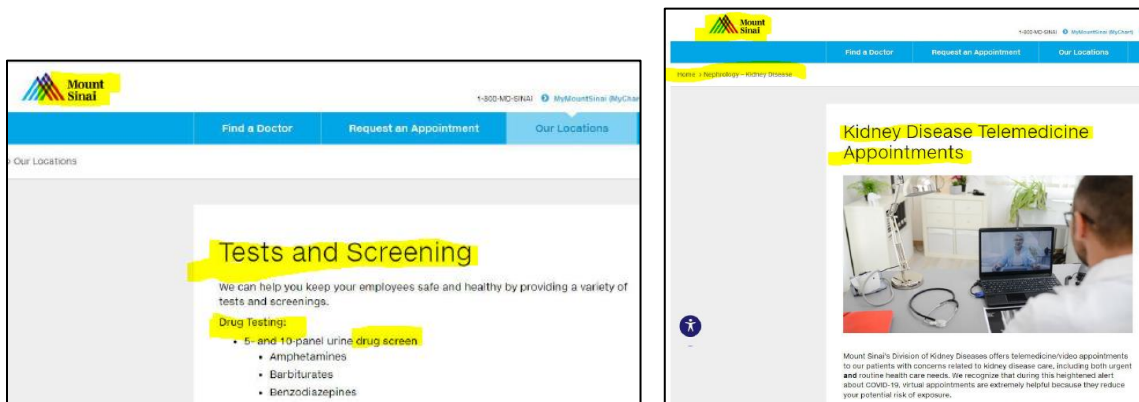 Mount
Sinai
1-800-MD-SINAI MyMountSinai (MyChar
Find a Doctor Request an Appointment Our Locations
› Our Locations
Tests and Screening
We can help you keep your employees safe and healthy by providing a variety of
tests and screenings.
Drug Testing:
• 5- and 10-panel urine drug screen
• Amphetamines
• Barbiturates
• Benzodiazepines
Mount
Sinai
1-800-MD-SINAI MyMountSinai (MyChart)
Find a Doctor Request an Appointment Our Locations
Home › Nephrology – Kidney Disease
Kidney Disease Telemedicine
Appointments
Mount Sinai's Division of Kidney Diseases offers telemedicine/video appointments
to our patients with concerns related to kidney disease care, including both urgent
and routine health care needs. We recognize that during this heightened alert
about COVID-19, virtual appointments are extremely helpful because they reduce
your potential risk of exposure.